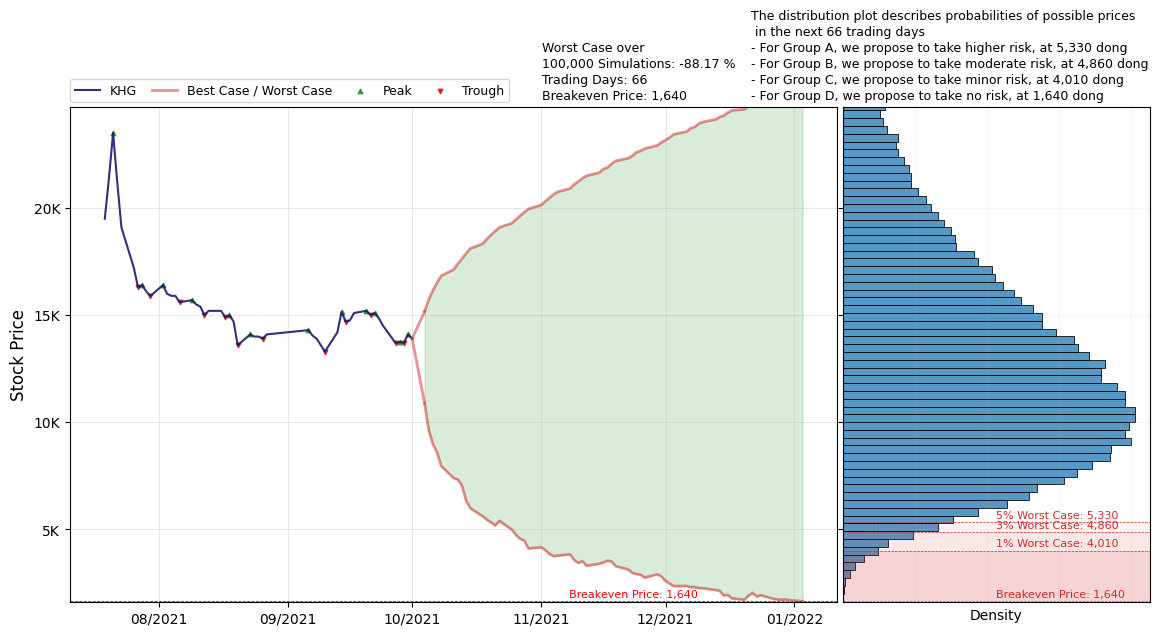 The distribution plot describes probabilities of possible prices
in the next 66 trading days
- For Group A, we propose to take higher risk, at 5,330 dong
- For Group B, we propose to take moderate risk, at 4,860 dong
- For Group C, we propose to take minor risk, at 4,010 dong
- For Group D, we propose to take no risk, at 1,640 dong
Worst Case over
100,000 Simulations: -88.17 %
Trading Days: 66
Breakeven Price: 1,640
KHG
Best Case / Worst Case
Peak
Trough
Stock Price
20K
15K
10K
5K
Breakeven Price: 1,640
08/2021
09/2021
10/2021
11/2021
12/2021
01/2022
5% Worst Case: 5,330
3% Worst Case: 4,860
1% Worst Case: 4,010
Breakeven Price: 1,640
Density